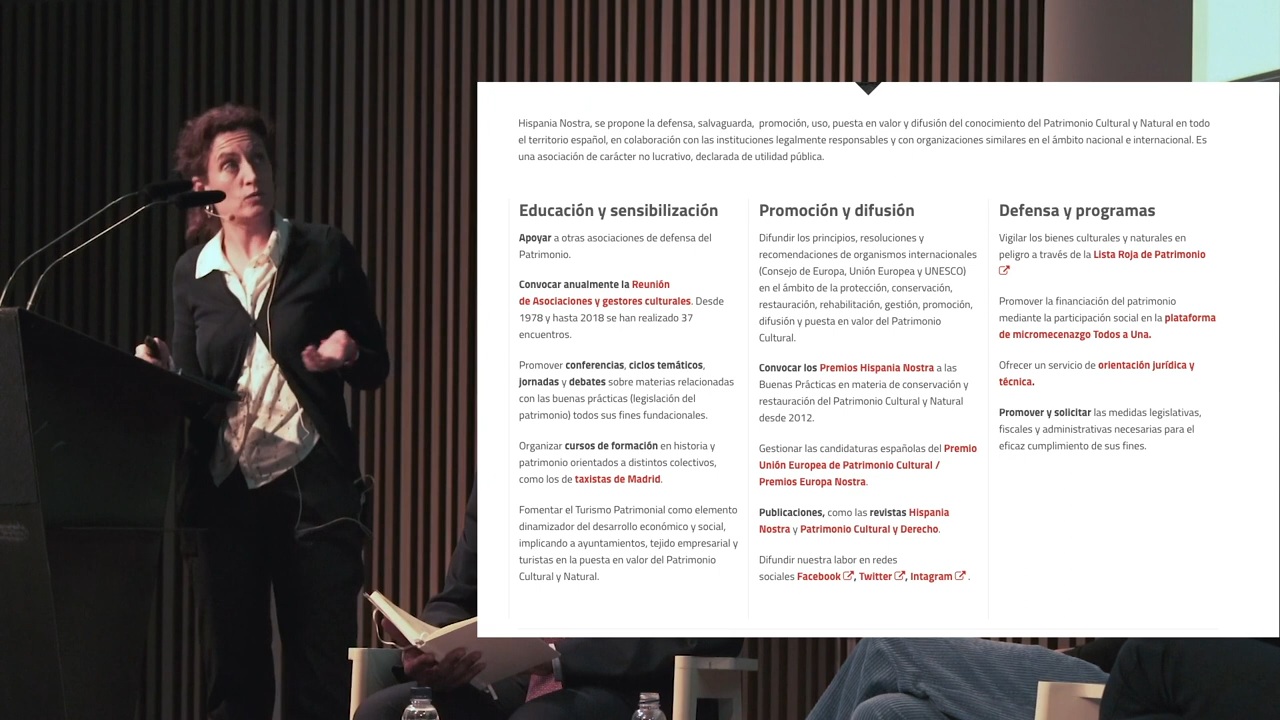 Hispania Nostra, se propone la defensa, salvaguarda, promoción, uso, puesta en valor y difusión del conocimiento del Patrimonio Cultural y Natural en todo
el territorio español, en colaboración con las instituciones legalmente responsables y con organizaciones similares en el ámbito nacional e internacional. Es
una asociación de carácter no lucrativo, declarada de utilidad pública.
Educación y sensibilización
Apoyar a otras asociaciones de defensa del
Patrimonio.
Convocar anualmente la Reunión
de Asociaciones y gestores culturales. Desde
1978 y hasta 2018 se han realizado 37
encuentros.
Promover conferencias, ciclos temáticos,
jornadas y debates sobre materias relacionadas
con las buenas prácticas (legislación del
patrimonio) todos sus fines fundacionales.
Organizar cursos de formación en historia y
patrimonio orientados a distintos colectivos,
como los de taxistas de Madrid.
Fomentar el Turismo Patrimonial como elemento
dinamizador del desarrollo económico y social,
implicando a ayuntamientos, tejido empresarial y
turistas en la puesta en valor del Patrimonio
Cultural y Natural.
Promoción y difusión
Difundir los principios, resoluciones y
recomendaciones de organismos internacionales
(Consejo de Europa, Unión Europea y UNESCO)
en el ámbito de la protección, conservación,
restauración, rehabilitación, gestión, promoción,
difusión y puesta en valor del Patrimonio
Cultural.
Convocar los Premios Hispania Nostra a las
Buenas Prácticas en materia de conservación y
restauración del Patrimonio Cultural y Natural
desde 2012.
Gestionar las candidaturas españolas del Premio
Unión Europea de Patrimonio Cultural /
Premios Europa Nostra.
Publicaciones, como las revistas Hispania
Nostra y Patrimonio Cultural y Derecho.
Difundir nuestra labor en redes
sociales Facebook, Twitter, Intagram .
Defensa y programas
Vigilar los bienes culturales y naturales en
peligro a través de la Lista Roja de Patrimonio
Promover la financiación del patrimonio
mediante la participación social en la plataforma
de micromecenazgo Todos a Una.
Ofrecer un servicio de orientación jurídica y
técnica.
Promover y solicitar las medidas legislativas,
fiscales y administrativas necesarias para el
eficaz cumplimiento de sus fines.